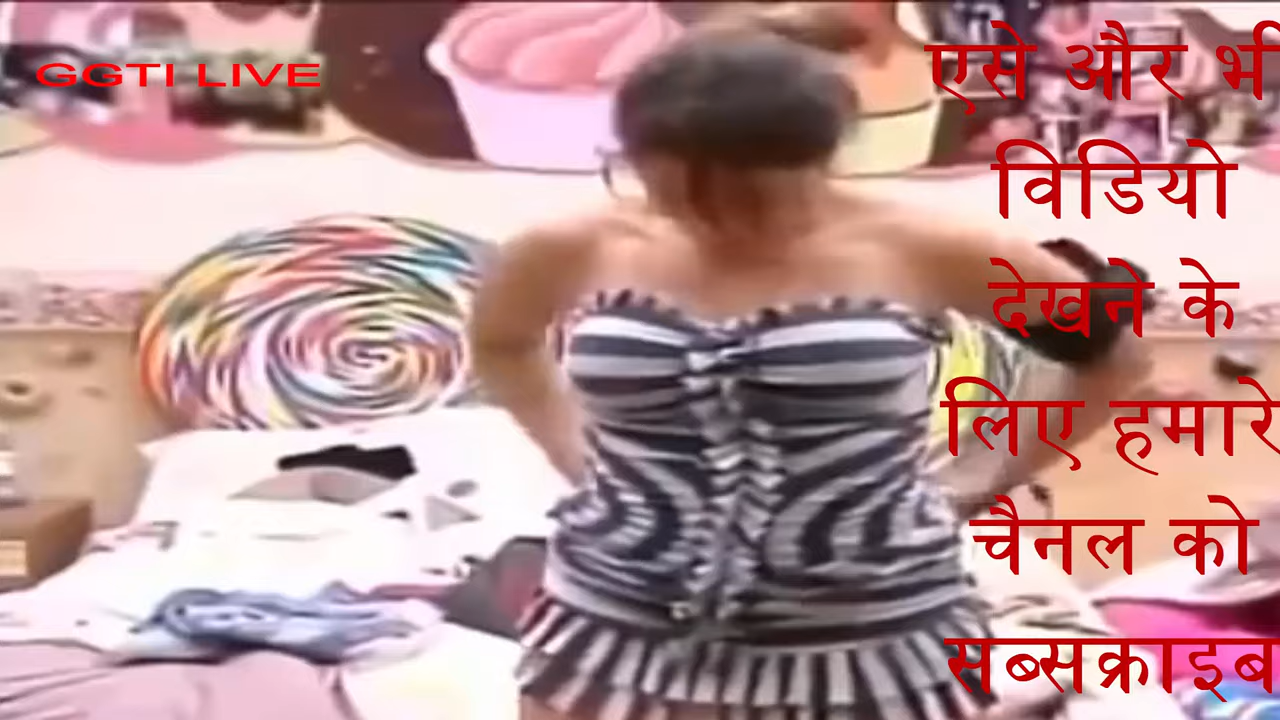 GGTI LIVE
एसे और भी
विडियो
देखने के
लिए हमारे
चैनल को
सब्सक्राइब